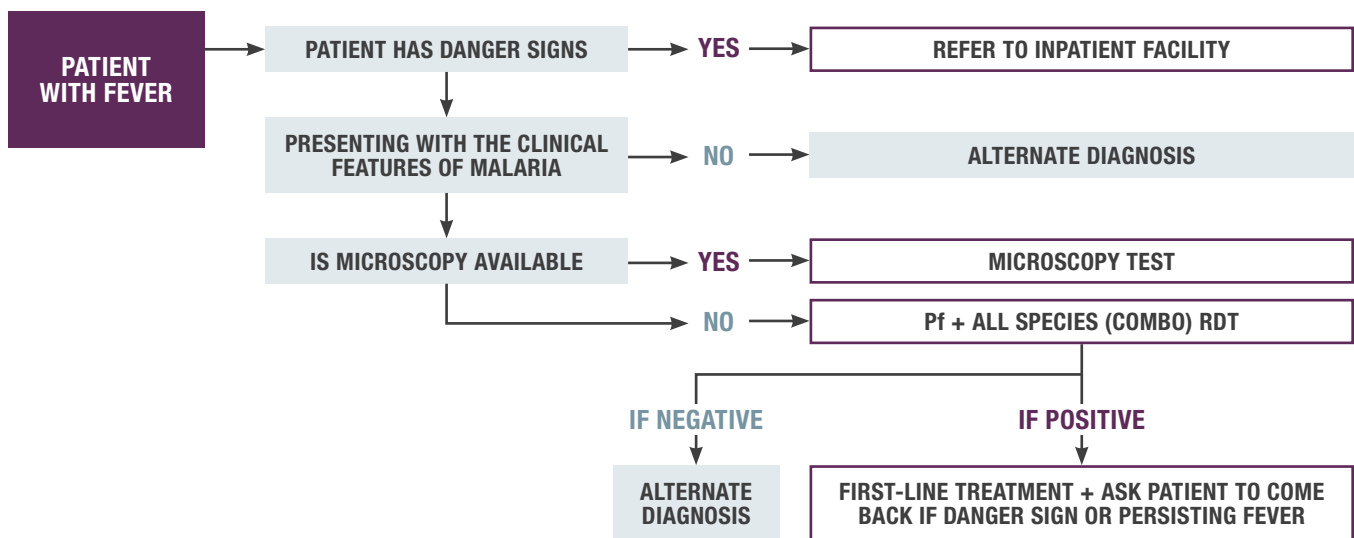 PATIENT
WITH FEVER
PATIENT HAS DANGER SIGNS
YES
REFER TO INPATIENT FACILITY
PRESENTING WITH THE CLINICAL
FEATURES OF MALARIA
NO
ALTERNATE DIAGNOSIS
IS MICROSCOPY AVAILABLE
YES
MICROSCOPY TEST
NO
Pf + ALL SPECIES (COMBO) RDT
IF NEGATIVE
IF POSITIVE
ALTERNATE
DIAGNOSIS
FIRST-LINE TREATMENT + ASK PATIENT TO COME
BACK IF DANGER SIGN OR PERSISTING FEVER